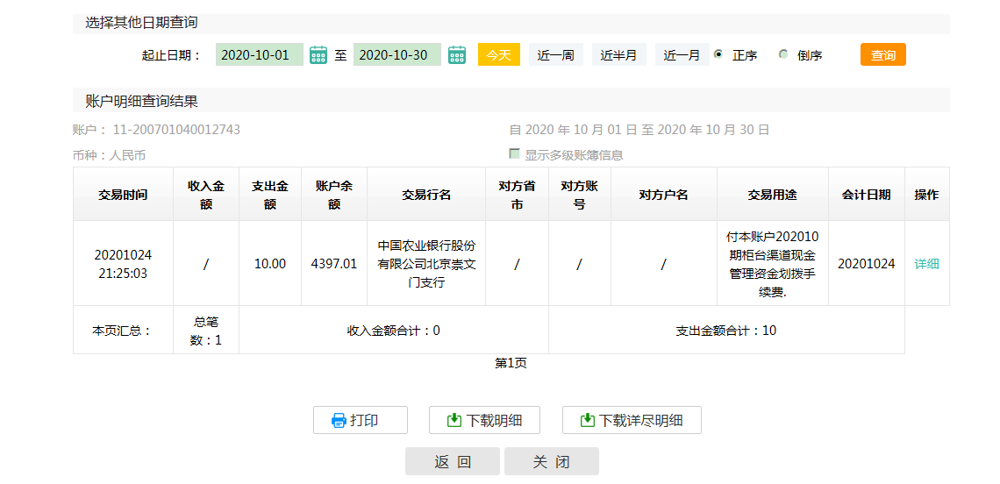 选择其他日期查询
起止日期： 2020-10-01 至 2020-10-30 今天 近一周 近半月 近一月 正序 倒序 查询
账户明细查询结果
账户： 11-200701040012743 自 2020 年 10 月 01 日 至 2020 年 10 月 30 日
币种：人民币 显示多级账簿信息
交易时间 收入金额 支出金额 账户余额 交易行名 对方省市 对方账号 对方户名 交易用途 会计日期 操作
20201024 21:25:03 / 10.00 4397.01 中国农业银行股份有限公司北京崇文门支行 / / / 付本账户202010期柜台渠道现金管理资金划拨手续费. 20201024 详细
本页汇总： 总笔数：1 收入金额合计：0 支出金额合计：10
第1页
打印 下载明细 下载详尽明细
返 回 关 闭